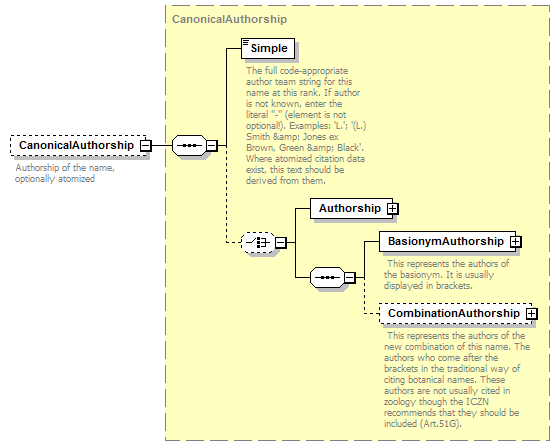 CanonicalAuthorship
Simple
The full code-appropriate
author team string for this
name at this rank. If author
is not known, enter the
literal "-" (element is not
optional!). Examples: 'L.'; '(L.)
Smith &amp; Jones ex
Brown, Green &amp; Black'.
Where atomized citation data
exist, this text should be
derived from them.
CanonicalAuthorship
Authorship of the name,
optionally atomized
Authorship
BasionymAuthorship
This represents the authors of
the basionym. It is usually
displayed in brackets.
CombinationAuthorship
This represents the authors of the
new combination of this name. The
authors who come after the
brackets in the traditional way of
citing botanical names. These
authors are not usually cited in
zoology though the ICZN
recommends that they should be
included (Art.51G).